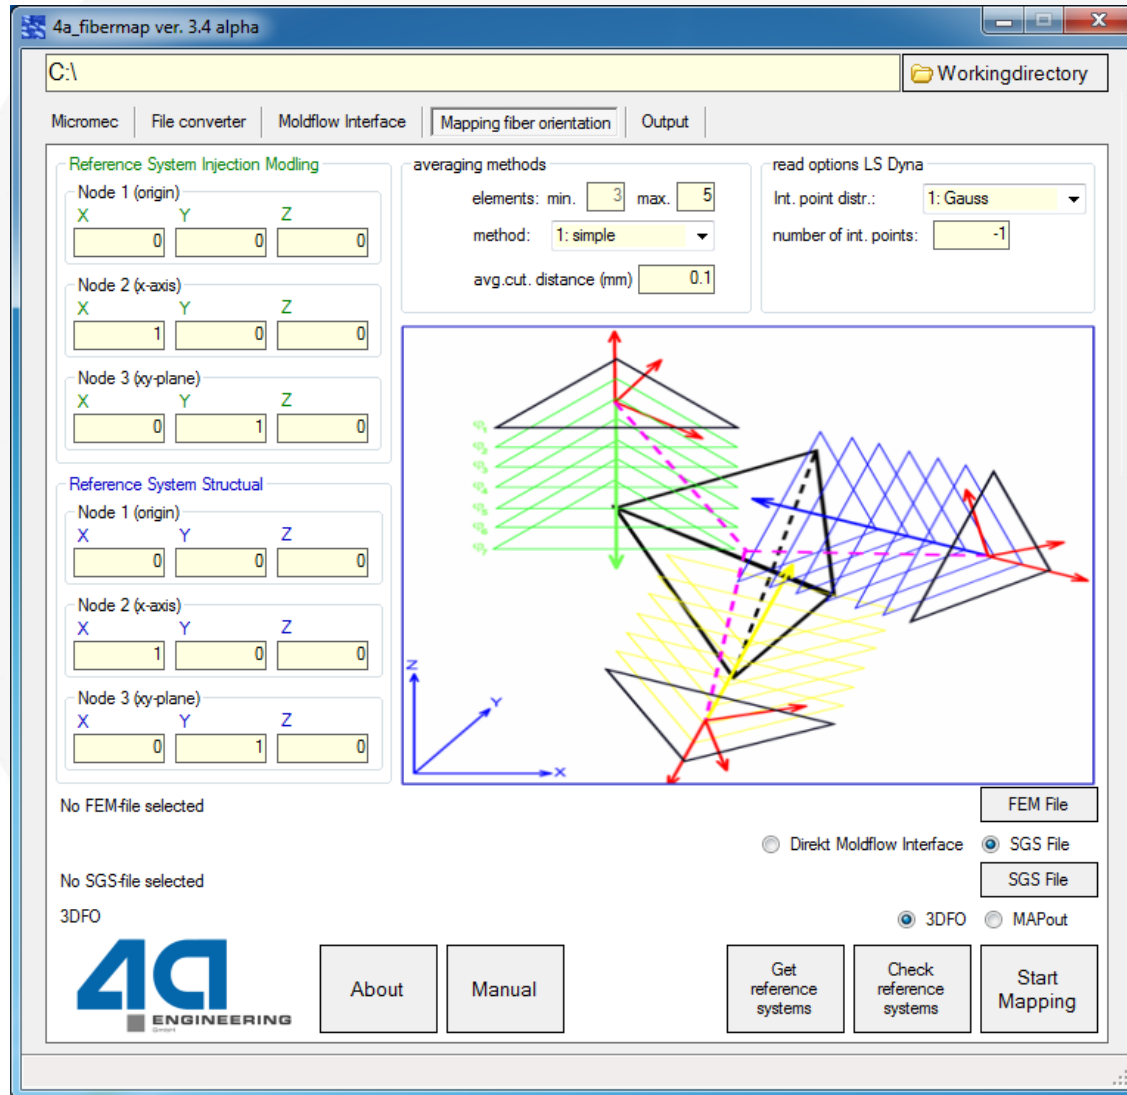 4a_fibermap ver. 3.4 alpha
C:\
Workingdirectory
Micromec File converter Moldflow Interface Mapping fiber orientation Output
Reference System Injection Modling
Node 1 (origin)
X Y Z
0 0 0
Node 2 (x-axis)
X Y Z
1 0 0
Node 3 (xy-plane)
X Y Z
0 1 0
Reference System Structual
Node 1 (origin)
X Y Z
0 0 0
Node 2 (x-axis)
X Y Z
1 0 0
Node 3 (xy-plane)
X Y Z
0 1 0
averaging methods
elements: min. 3 max. 5
method: 1: simple
avg.cut. distance (mm) 0.1
read options LS Dyna
Int. point distr.: 1: Gauss
number of int. points: -1
Z
Y
X
No FEM-file selected
FEM File
Direkt Moldflow Interface SGS File
No SGS-file selected
SGS File
3DFO
3DFO MAPout
4a
ENGINEERING
GmbH
About
Manual
Get
reference
systems
Check
reference
systems
Start
Mapping